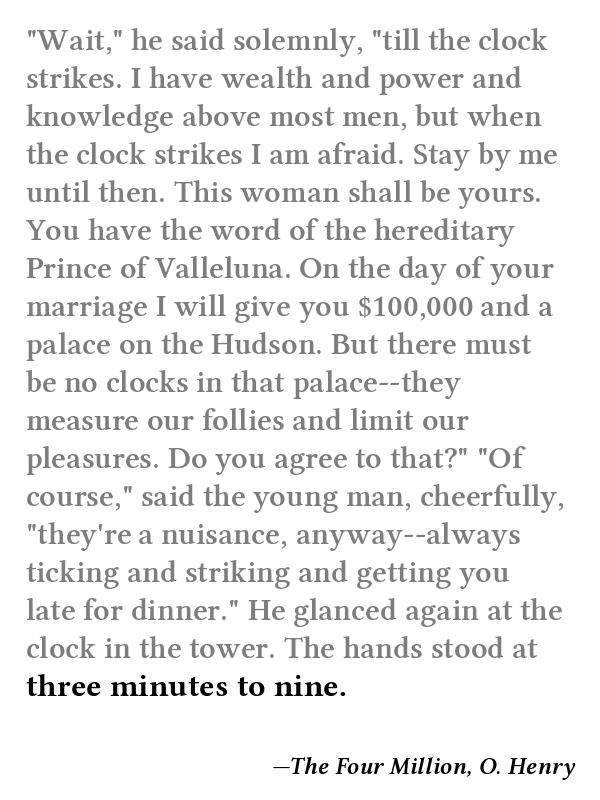 "Wait," he said solemnly, "till the clock
strikes. I have wealth and power and
knowledge above most men, but when
the clock strikes I am afraid. Stay by me
until then. This woman shall be yours.
You have the word of the hereditary
Prince of Valleluna. On the day of your
marriage I will give you $100,000 and a
palace on the Hudson. But there must
be no clocks in that palace--they
measure our follies and limit our
pleasures. Do you agree to that?" "Of
course," said the young man, cheerfully,
"they're a nuisance, anyway--always
ticking and striking and getting you
late for dinner." He glanced again at the
clock in the tower. The hands stood at
three minutes to nine.
—The Four Million, O. Henry